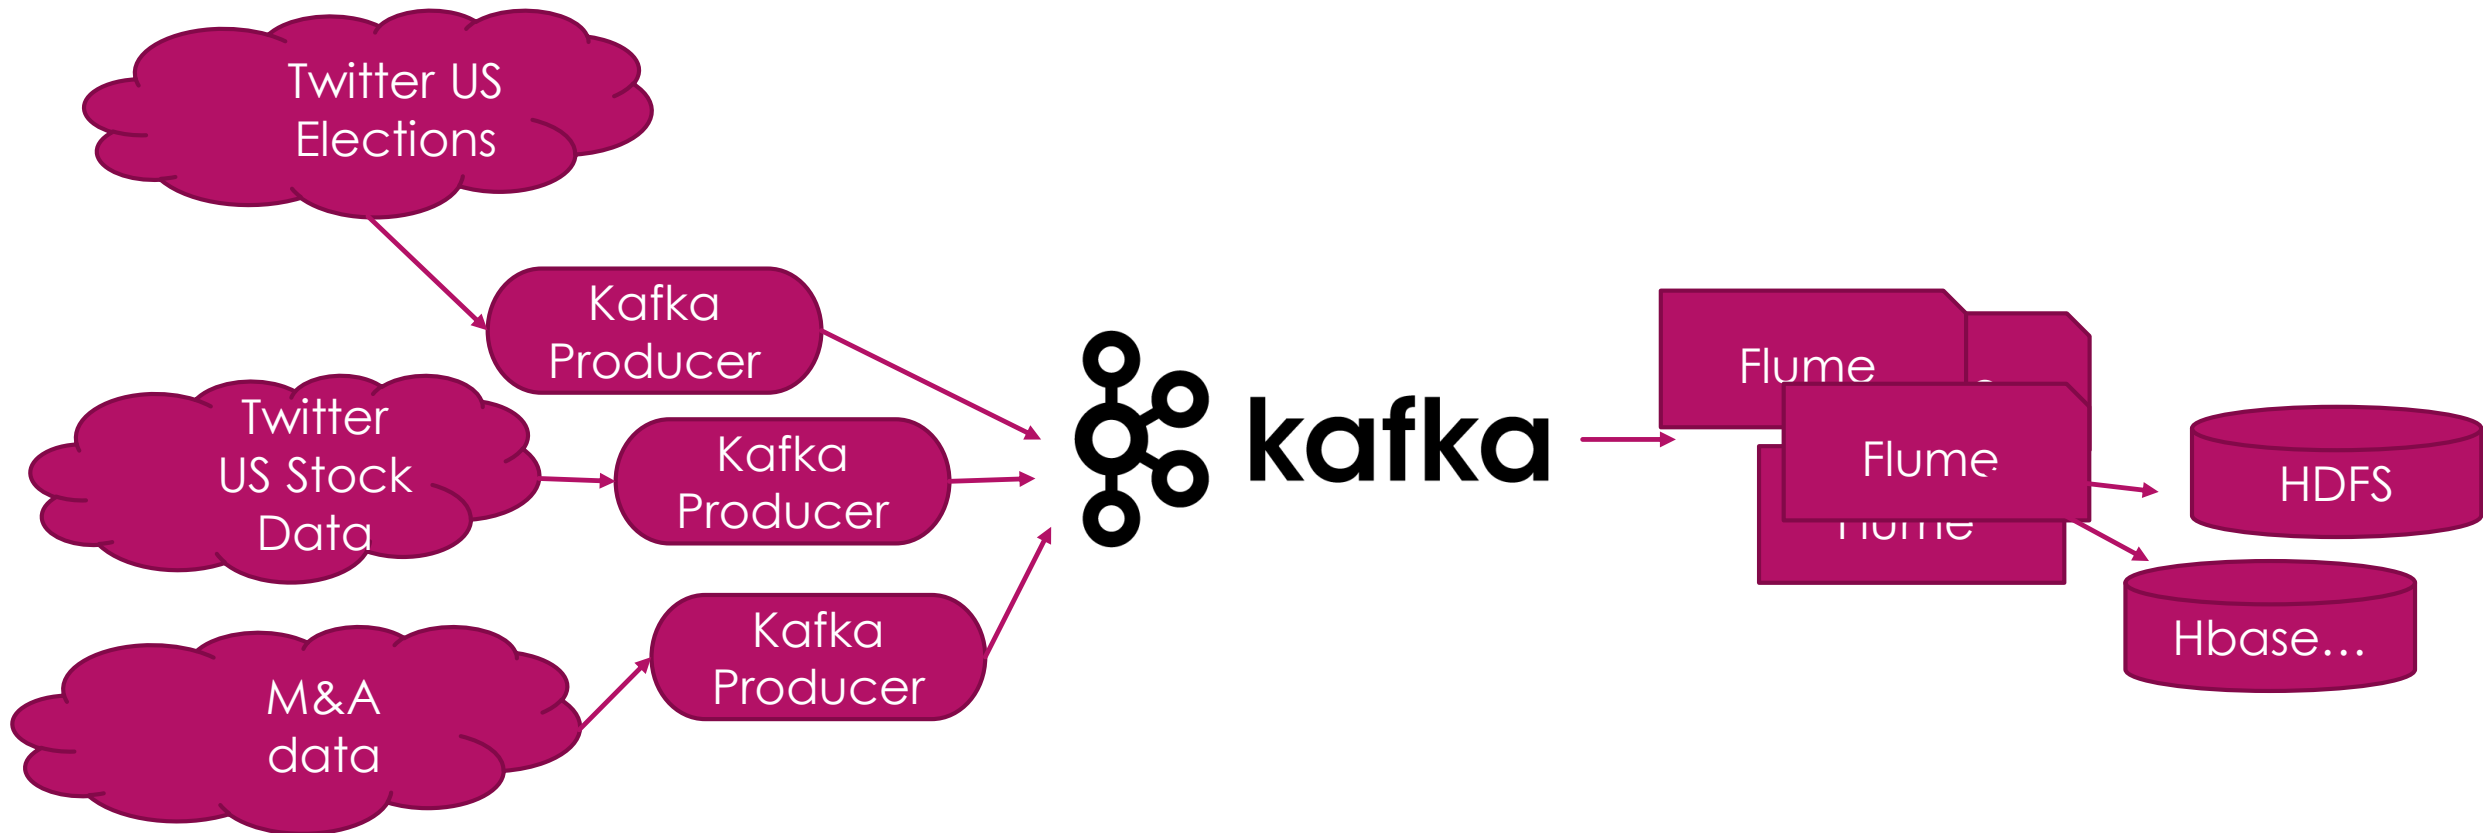 Twitter US
Elections
Kafka
Producer
Twitter
US Stock
Data
Kafka
Producer
M&A
data
Kafka
Producer
kafka
Flume
Flume
Flume
HDFS
Hbase…